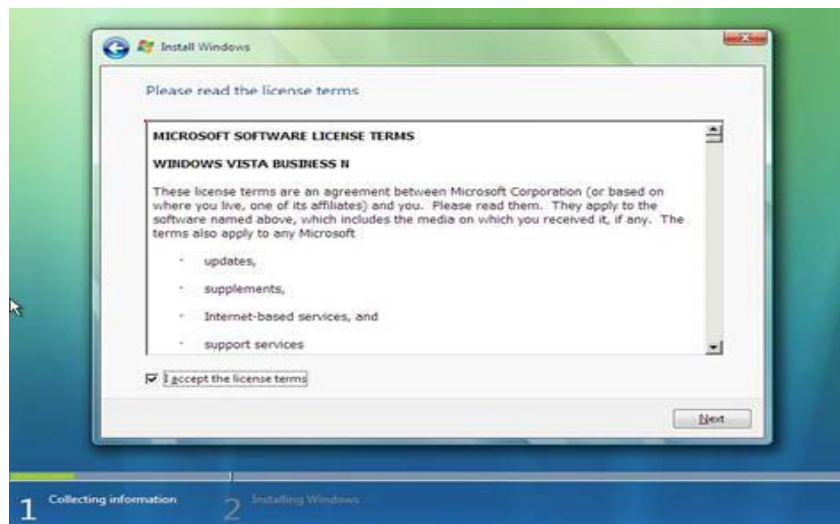 Install Windows
Please read the license terms
MICROSOFT SOFTWARE LICENSE TERMS
WINDOWS VISTA BUSINESS N
These license terms are an agreement between Microsoft Corporation (or based on
where you live, one of its affiliates) and you. Please read them. They apply to the
software named above, which includes the media on which you received it, if any. The
terms also apply to any Microsoft
· updates,
· supplements,
· Internet-based services, and
· support services
I accept the license terms
Next
1 Collecting information
2 Installing Windows